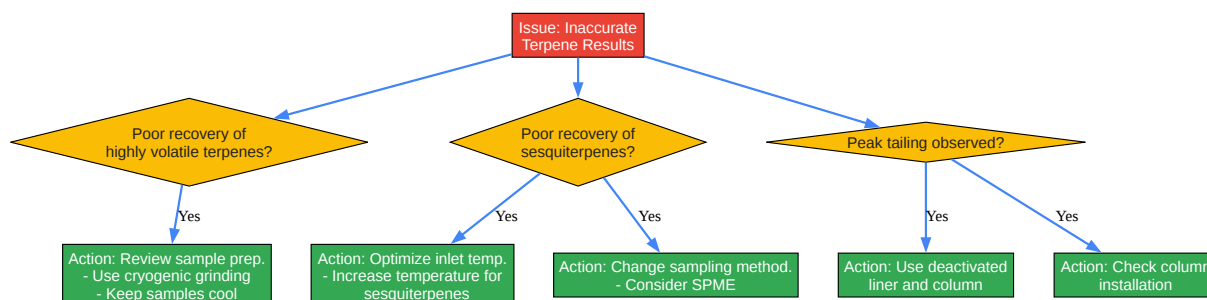 Issue: Inaccurate
Terpene Results
Poor recovery of
highly volatile terpenes?
Poor recovery of
sesquiterpenes?
Peak tailing observed?
Yes
Yes
Yes
Yes
Yes
Action: Review sample prep.
- Use cryogenic grinding
- Keep samples cool
Action: Optimize inlet temp.
- Increase temperature for
sesquiterpenes
Action: Change sampling method.
- Consider SPME
Action: Use deactivated
liner and column
Action: Check column
installation